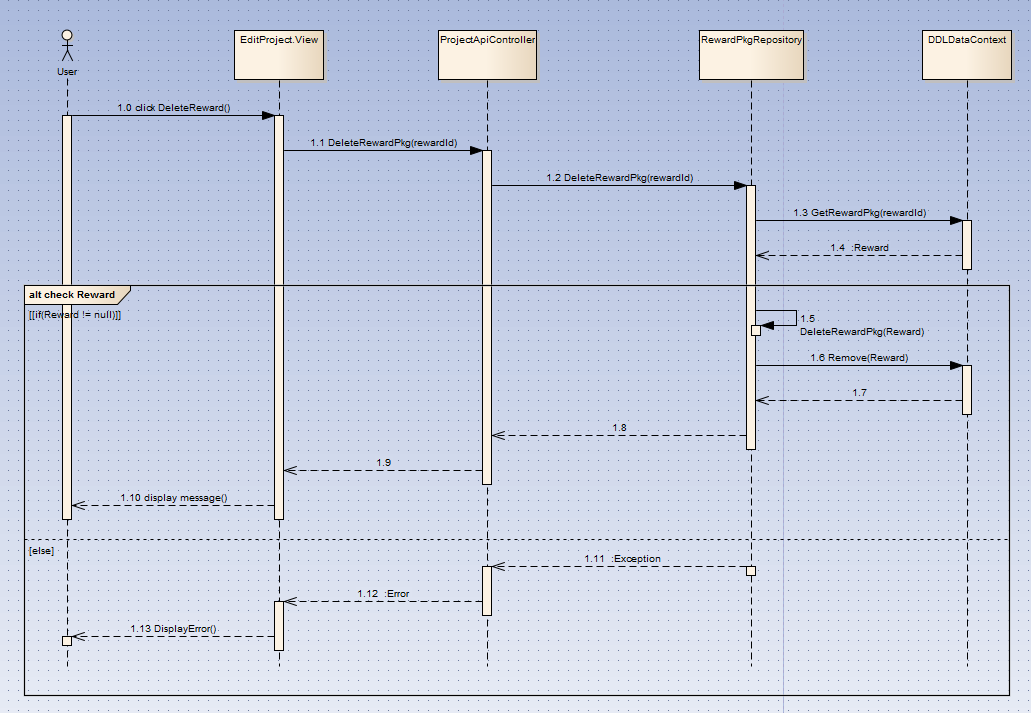 EditProject.View
ProjectApiController
RewardPkgRepository
DDLDataContext
User
1.0 click DeleteReward()
1.1 DeleteRewardPkg(rewardId)
1.2 DeleteRewardPkg(rewardId)
1.3 GetRewardPkg(rewardId)
1.4 :Reward
alt check Reward
[[if(Reward != null)]]
1.5
DeleteRewardPkg(Reward)
1.6 Remove(Reward)
1.7
1.8
1.9
1.10 display message()
[else]
1.11 :Exception
1.12 :Error
1.13 DisplayError()